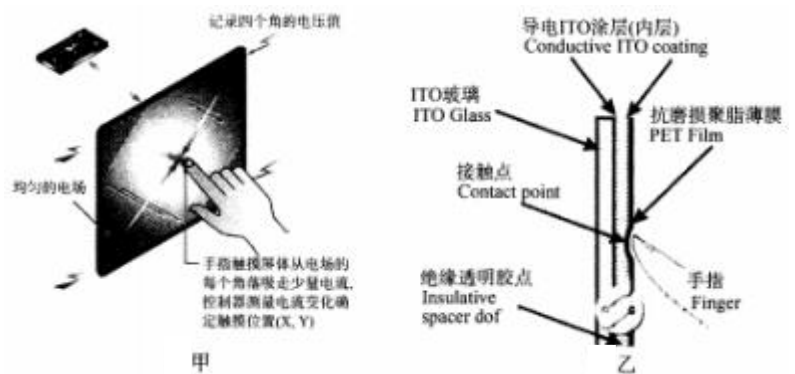 记录四个角的电压值
均匀的电场
手指触摸屏体从电场的
每个角落吸走少量电流,
控制器测量电流变化确
定触摸位置(X, Y)
甲
导电ITO涂层(内层)
Conductive ITO coating
ITO玻璃
ITO Glass
抗磨损聚脂薄膜
PET Film
接触点
Contact point
绝缘透明胶点
Insulative
spacer dof
手指
Finger
乙